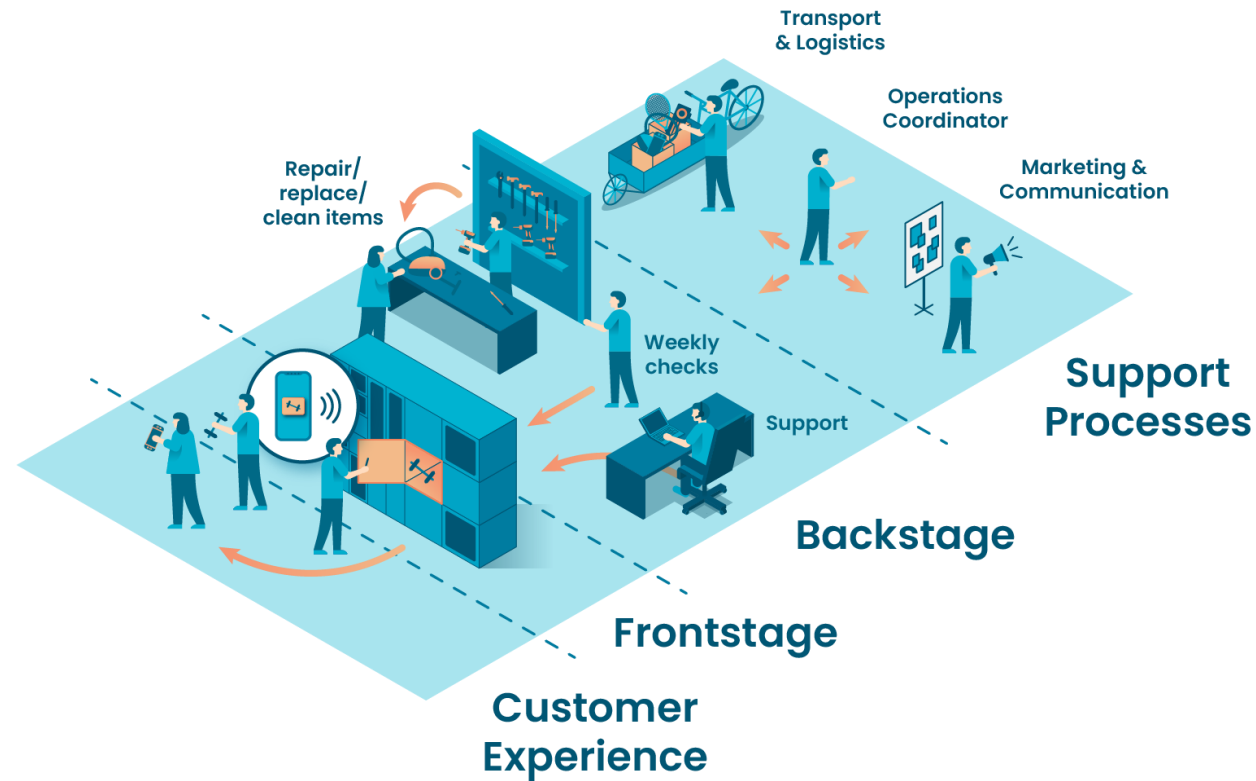 Transport
& Logistics
Operations
Coordinator
Marketing &
Communication
Repair/
replace/
clean items
Weekly
checks
Support
Support
Processes
Backstage
Frontstage
Customer
Experience